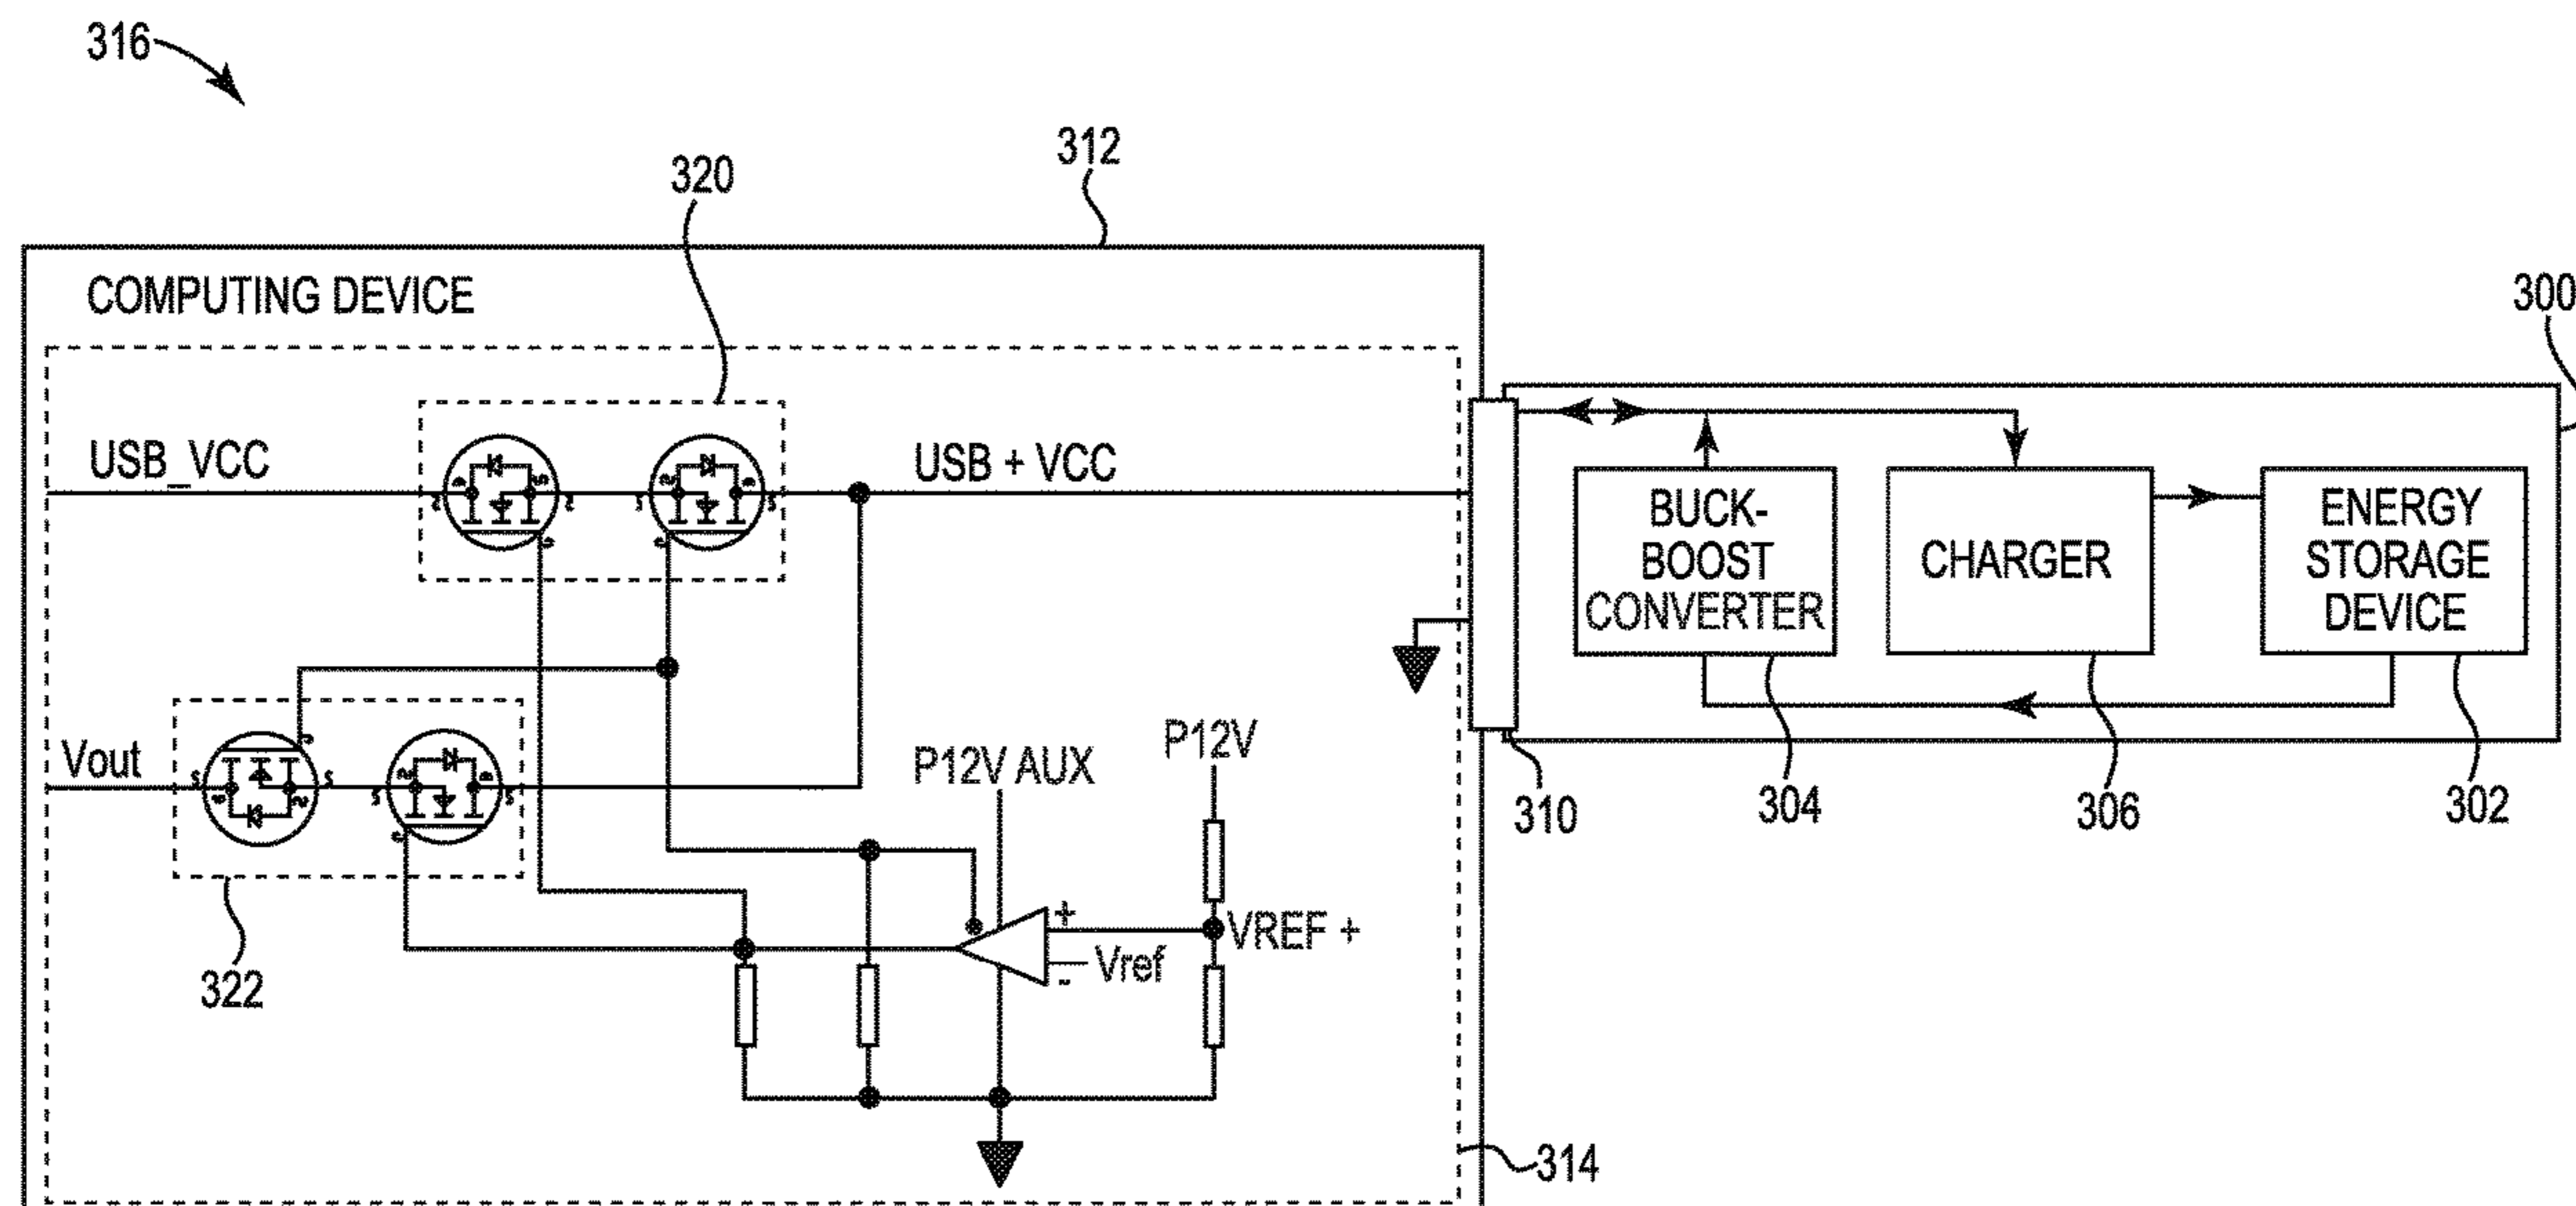 316
312
320
COMPUTING DEVICE
300
USB_VCC
USB + VCC
BUCK-
BOOST
CONVERTER
CHARGER
ENERGY
STORAGE
DEVICE
Vout
P12V AUX
P12V
310
304
306
302
+
VREF +
Vref
-
322
314